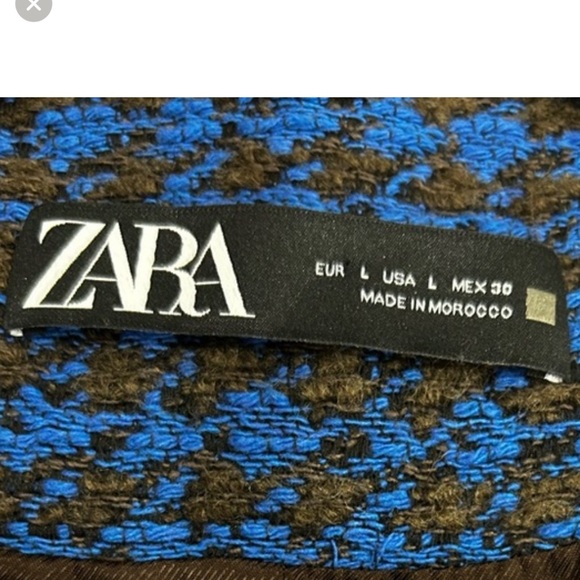 ZARA
EUR L USA L MEX 30
MADE IN MOROCCO